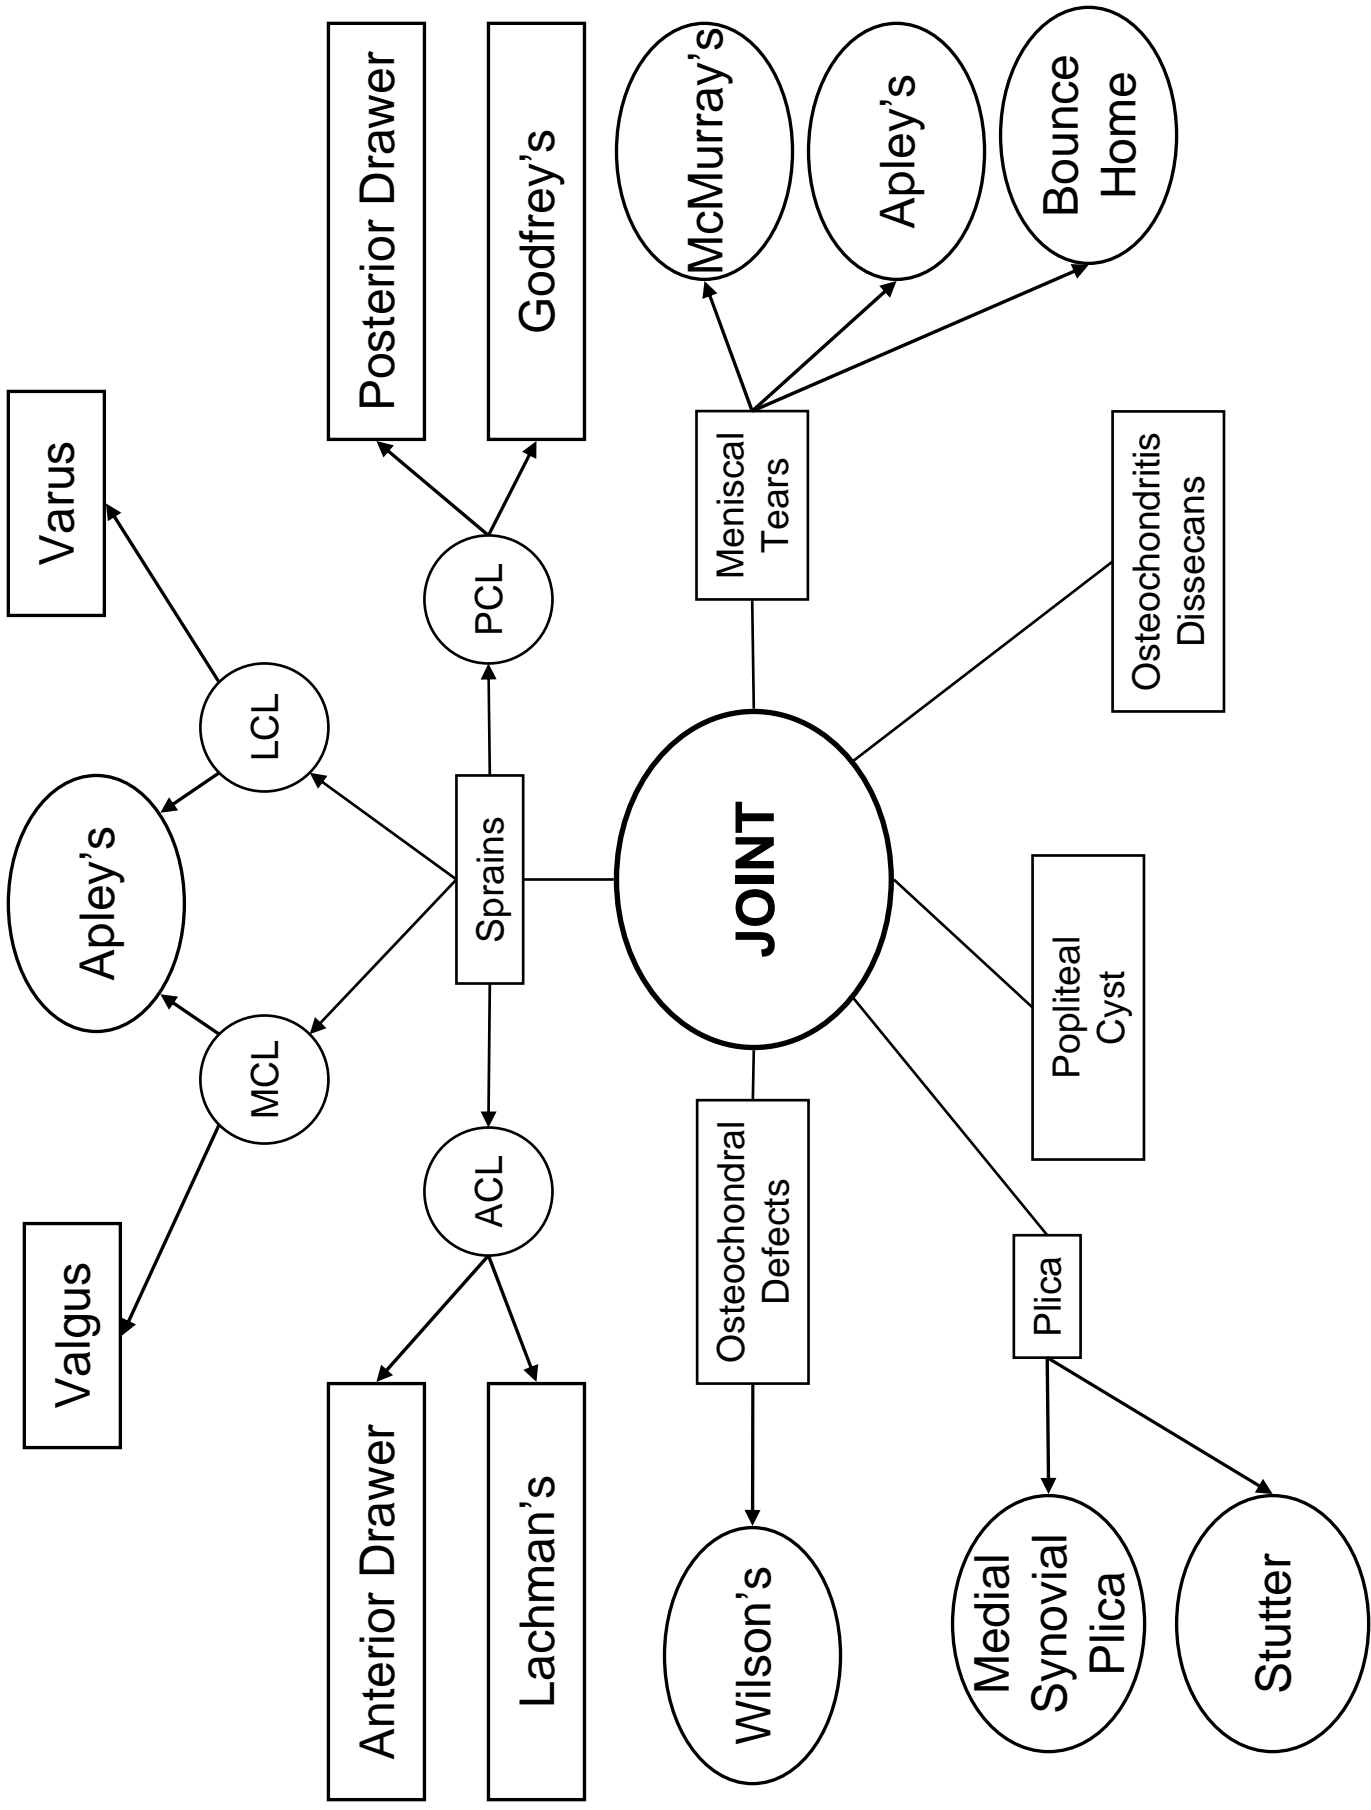 Valgus
Apley's
Varus
MCL
LCL
Anterior Drawer
Posterior Drawer
ACL
Sprains
PCL
Lachman's
Godfrey's
McMurray's
Wilson's
Osteochondral
Defects
JOINT
Meniscal
Tears
Apley's
Medial
Synovial
Plica
Plica
Popliteal
Cyst
Osteochondritis
Dissecans
Bounce
Home
Stutter